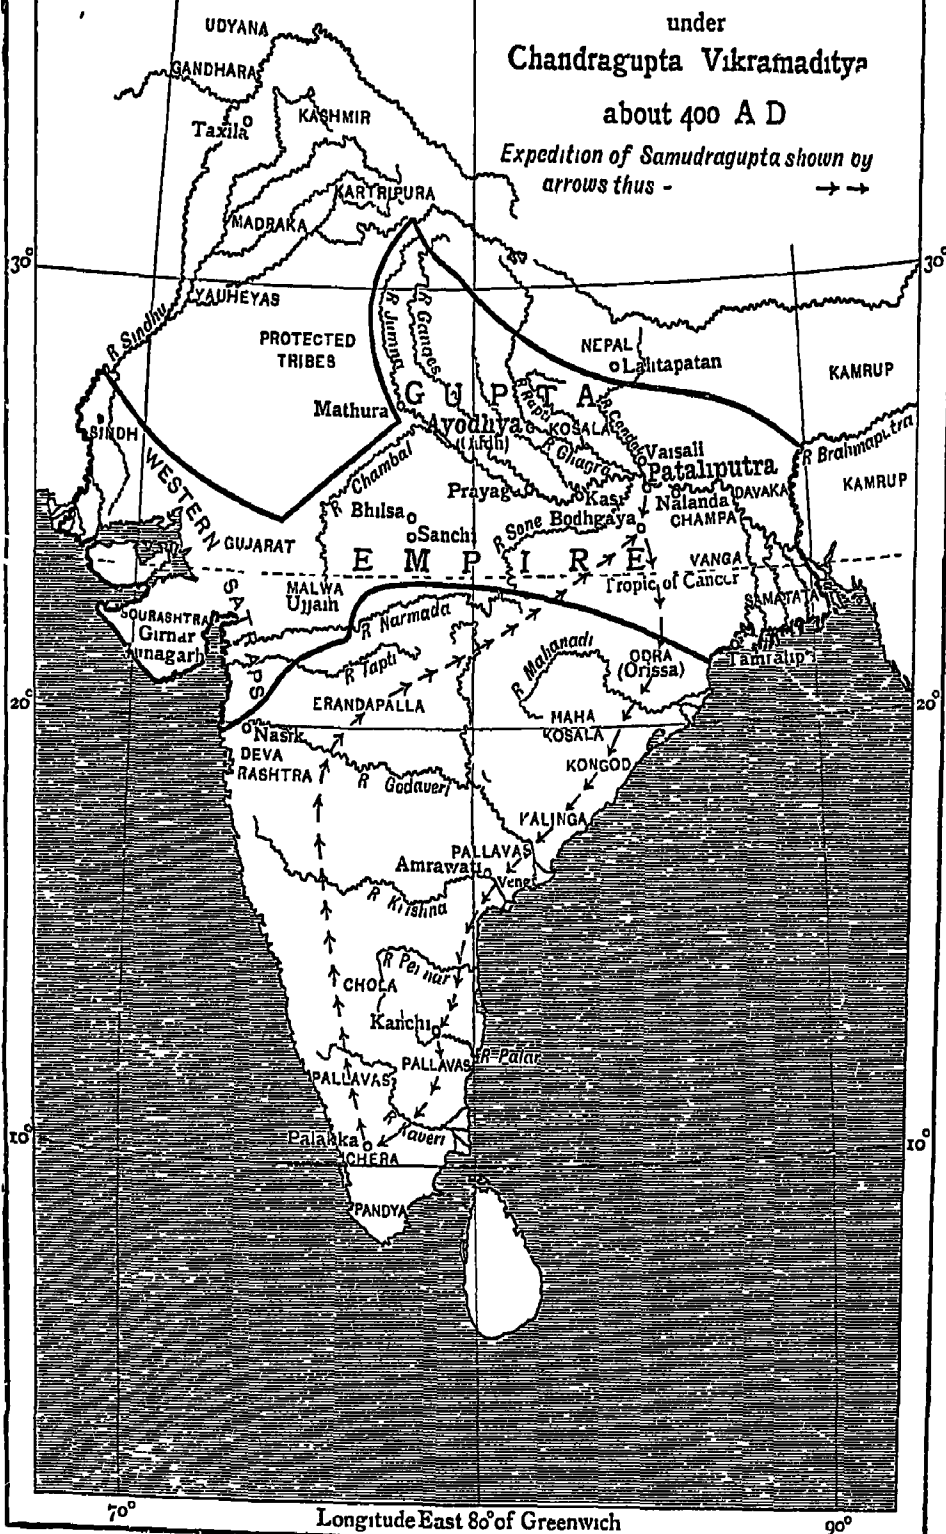 under
Chandragupta Vikramaditya
about 400 A D
Expedition of Samudragupta shown by
arrows thus -
UDYANA
GANDHARA
Taxila
KASHMIR
KARTRIPURA
MADRAKA
30°
30°
YAUHEYAS
R Sindhu
PROTECTED
TRIBES
R Jumna
R Ganges
NEPAL
Lalitapatan
KAMRUP
GUPTA
Mathura
R Rapti
R Gandak
Ayodhya
KOSALA
SINDH
R Chambal
R Ghagra
Vaisali
Pataliputra
R Brahmaputra
KAMRUP
WESTERN
Prayag
Kasi
Nalanda
DAVAKA
CHAMPA
Bhilsa
R Sone
Bodhgaya
Sanchi
GUJARAT
EMPIRE
VANGA
Tropic of Cancer
MALWA
Ujjain
SATRAPS
SAMATATA
SOURASHTRA
Girnar
R Narmada
R Tapti
R Mahanadi
ODRA
(Orissa)
20°
20°
ERANDAPALLA
MAHA
KOSALA
Nasik
DEVA
RASHTRA
R Godaveri
KONGOD
KALINGA
PALLAVAS
Amrawati
Vengi
R Krishna
R Pennar
CHOLA
Kanchi
R Palar
PALLAVAS
PALLAVAS
R Kaveri
10°
10°
Palakka
CHERA
PANDYA
70°
Longitude East 80° of Greenwich
90°